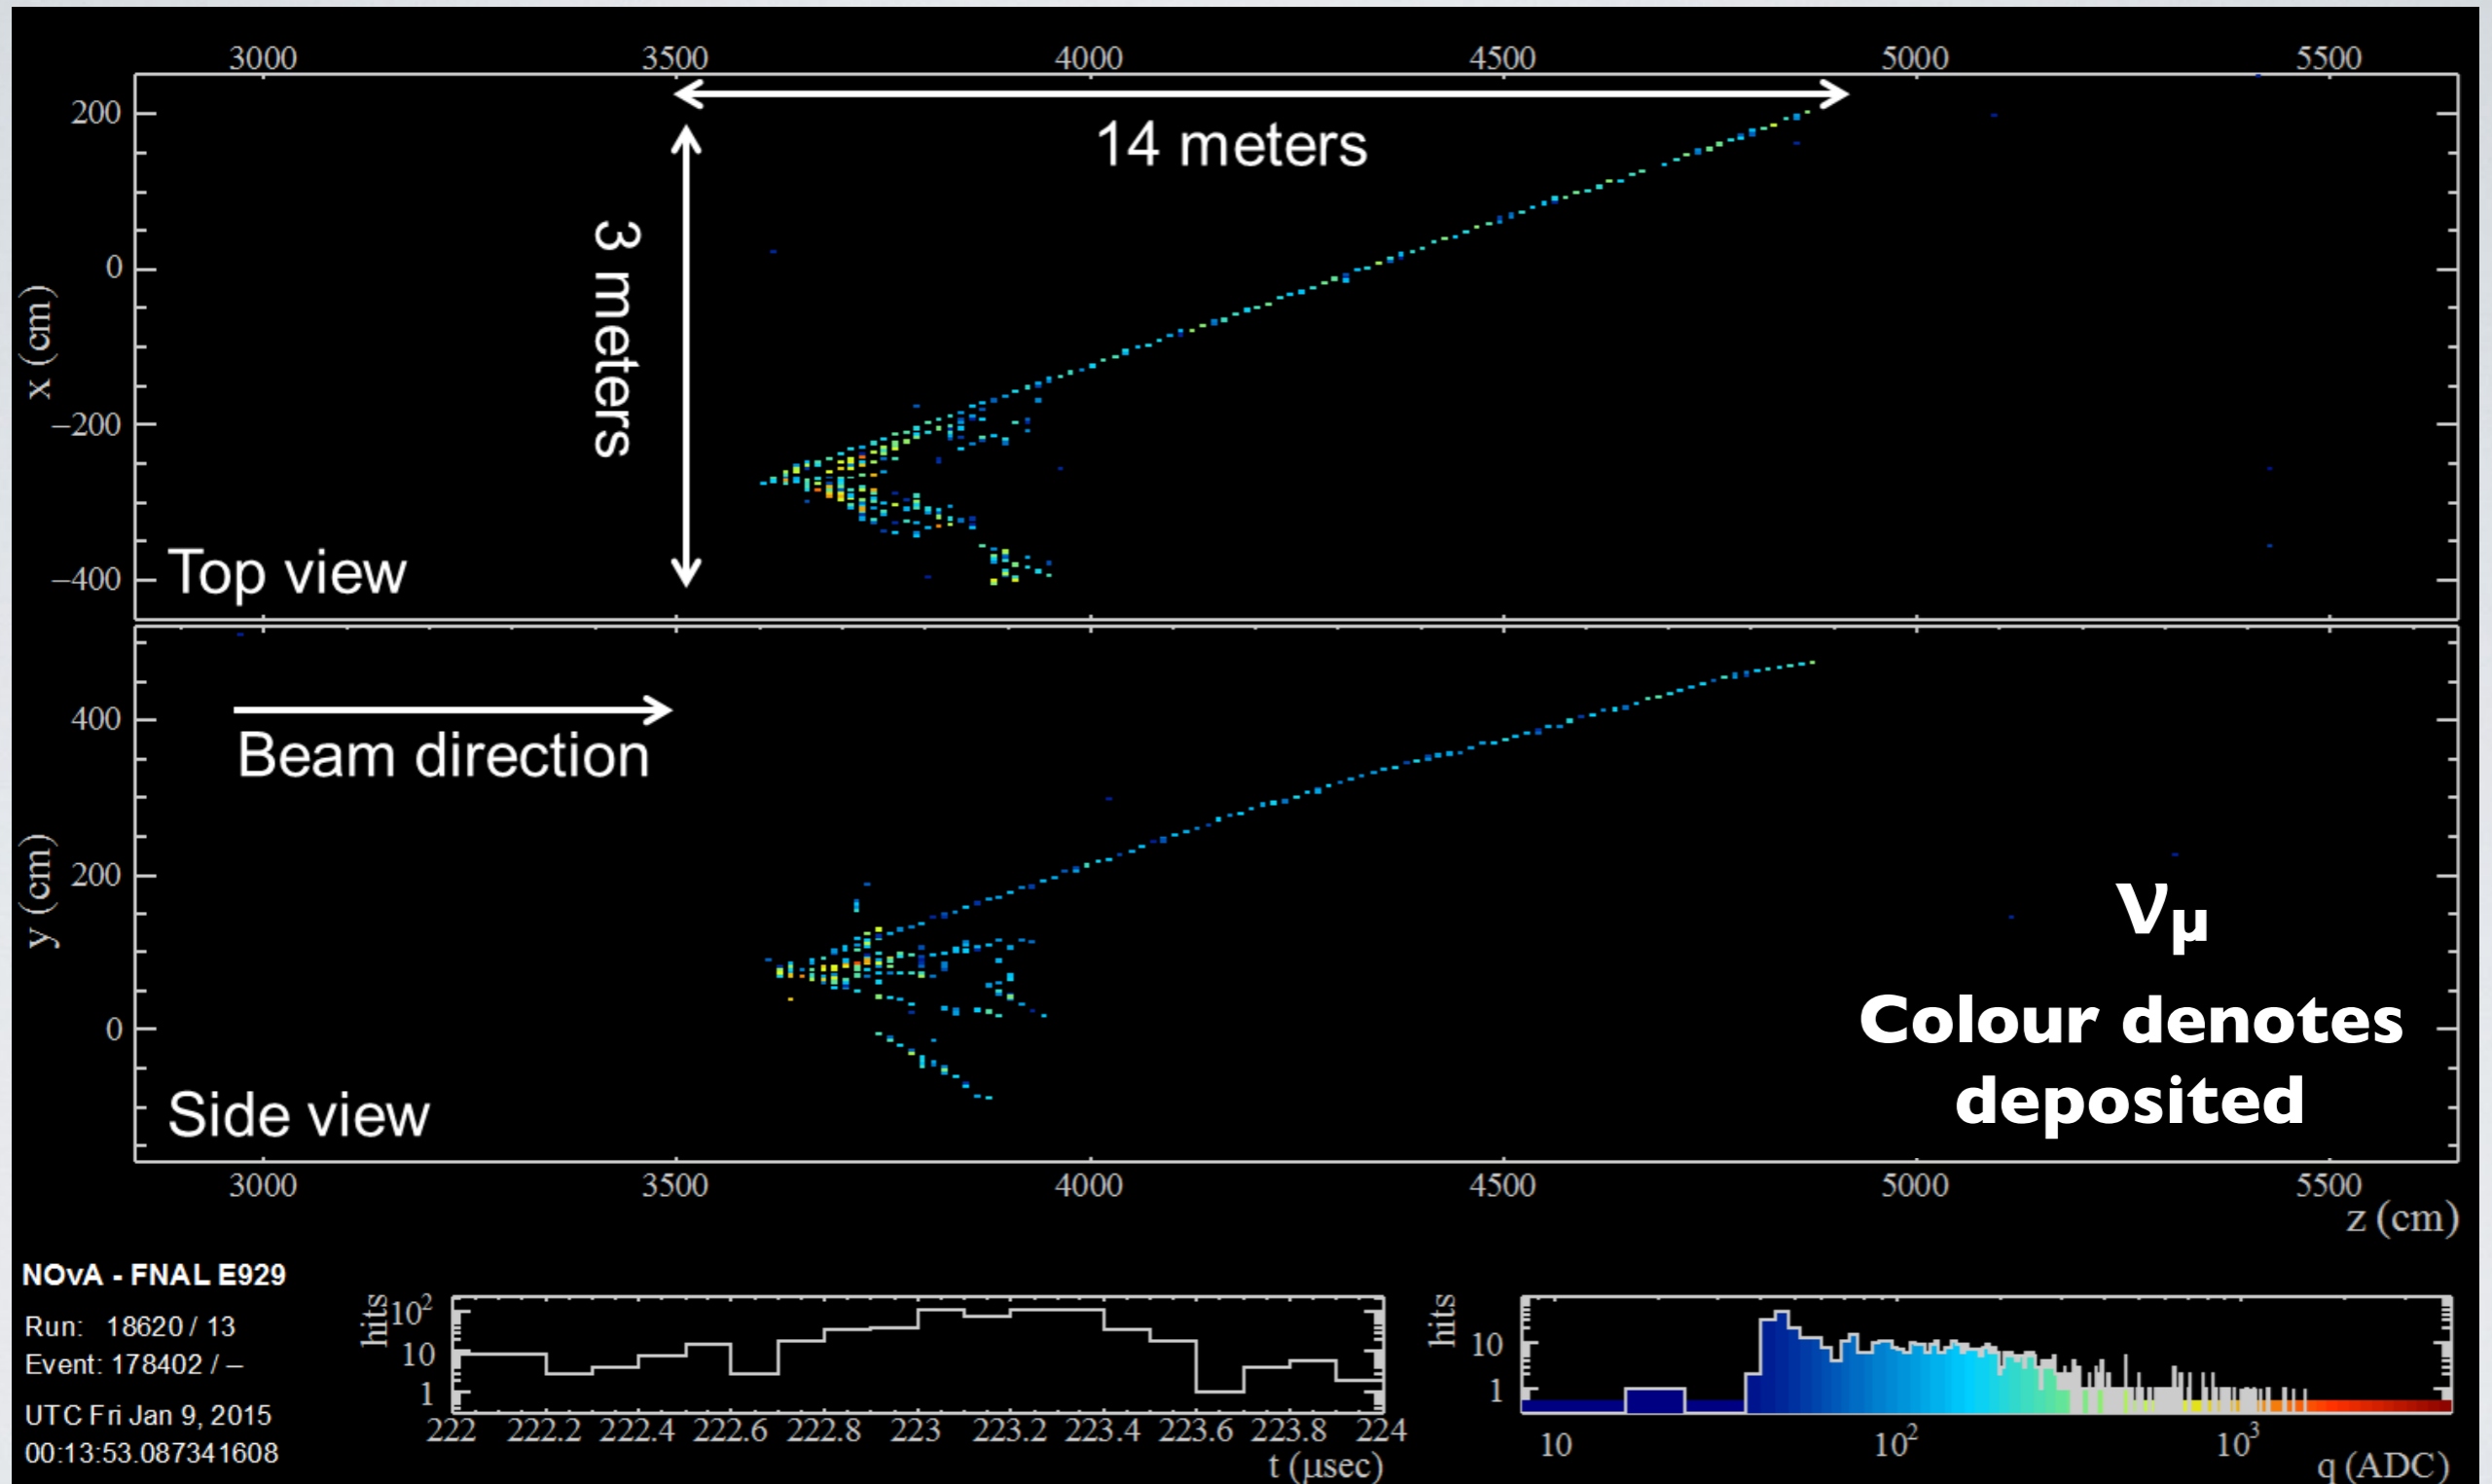 3000 3500 4000 4500 5000 5500
200
0
−200
−400
x (cm)
14 meters
3 meters
Top view
400
200
0
y (cm)
Beam direction
Side view
νμ
Colour denotes
deposited
3000 3500 4000 4500 5000 5500
z (cm)
NOvA - FNAL E929
Run: 18620 / 13
Event: 178402 / –
UTC Fri Jan 9, 2015
00:13:53.087341608
hits
10²
10
1
222 222.2 222.4 222.6 222.8 223 223.2 223.4 223.6 223.8 224
t (μsec)
hits
10
1
10 10² 10³
q (ADC)